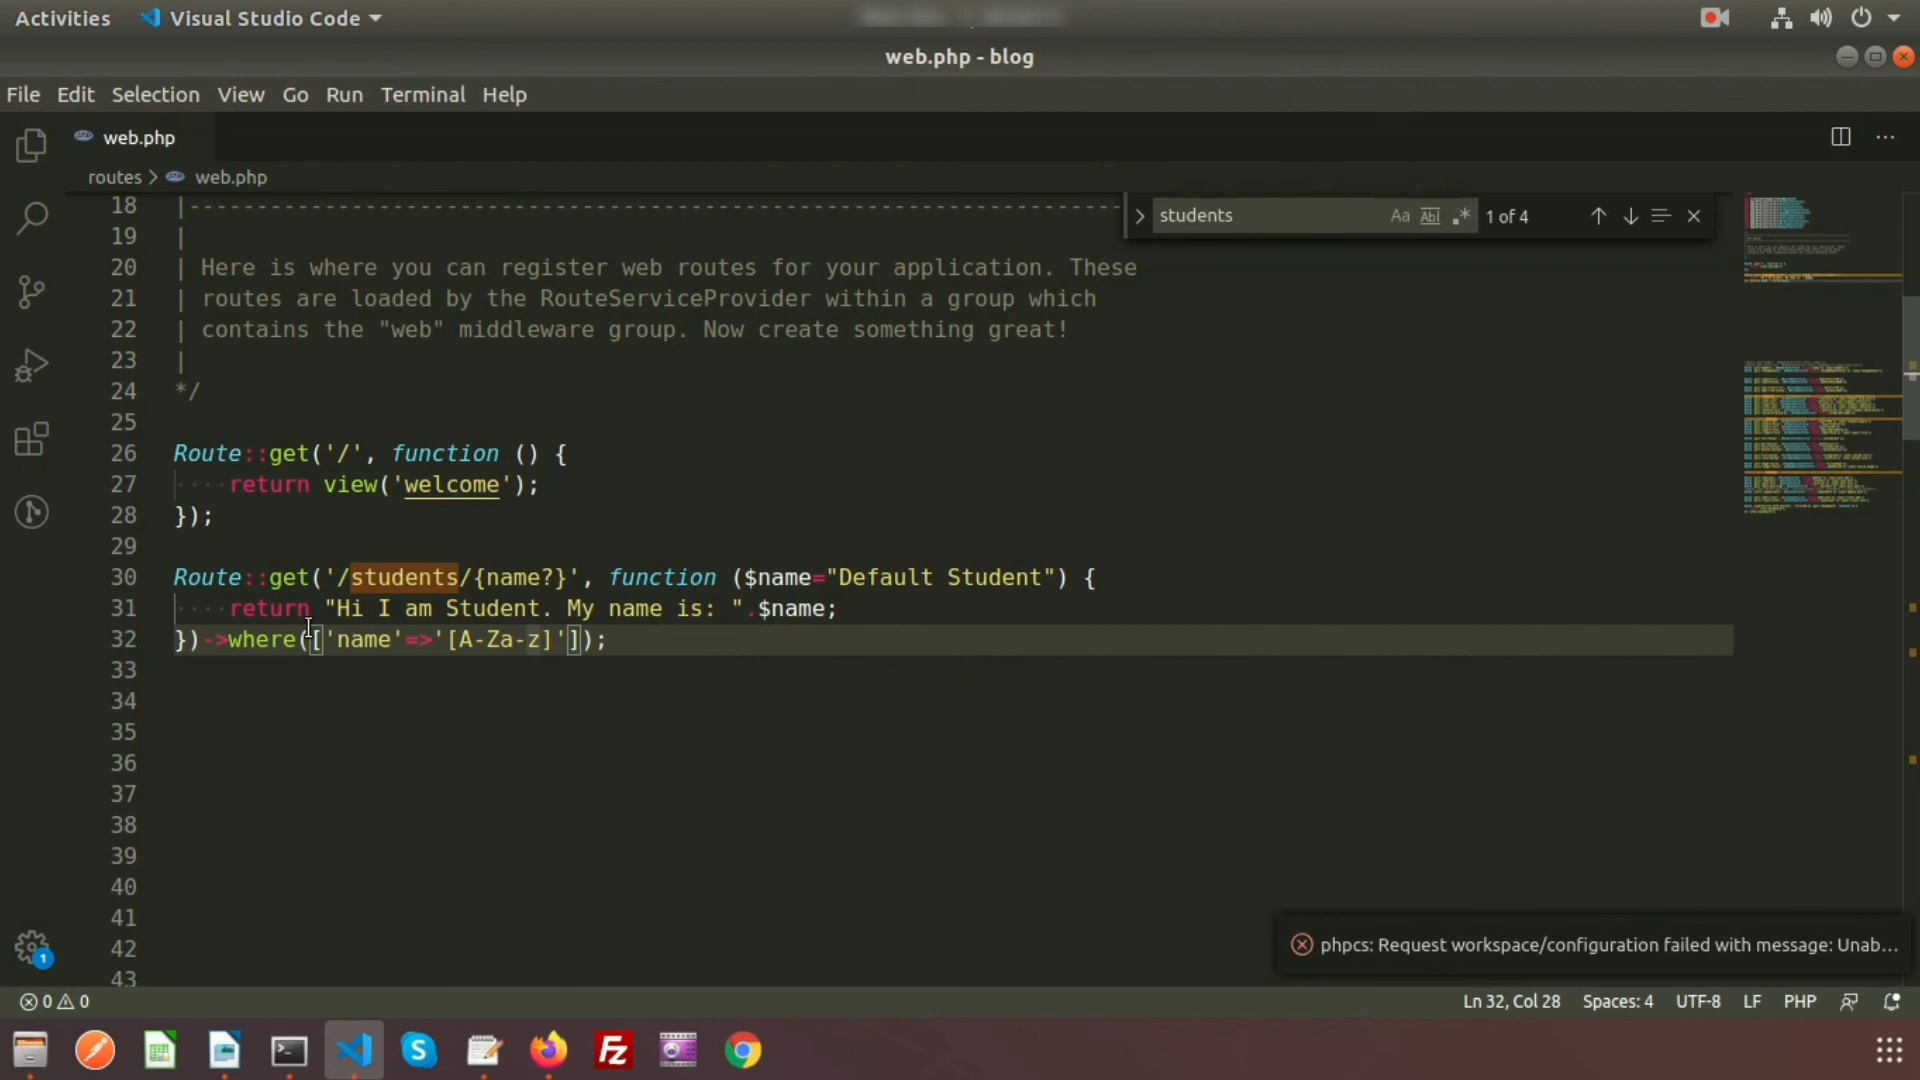 Activities Visual Studio Code
web.php - blog
File Edit Selection View Go Run Terminal Help
web.php
routes > web.php
students Aa Abl .* 1 of 4
18 |-----------------------------------------------------------------------
19 |
20 | Here is where you can register web routes for your application. These
21 | routes are loaded by the RouteServiceProvider within a group which
22 | contains the "web" middleware group. Now create something great!
23 |
24 */
25
26 Route::get('/', function () {
27 ····return view('welcome');
28 });
29
30 Route::get('/students/{name?}', function ($name="Default Student") {
31 ····return "Hi I am Student. My name is: ".$name;
32 })->where(['name'=>'[A-Za-z]']);
33
34
35
36
37
38
39
40
41
42
43
phpcs: Request workspace/configuration failed with message: Unab...
1
0 0 Ln 32, Col 28 Spaces: 4 UTF-8 LF PHP
S Fz